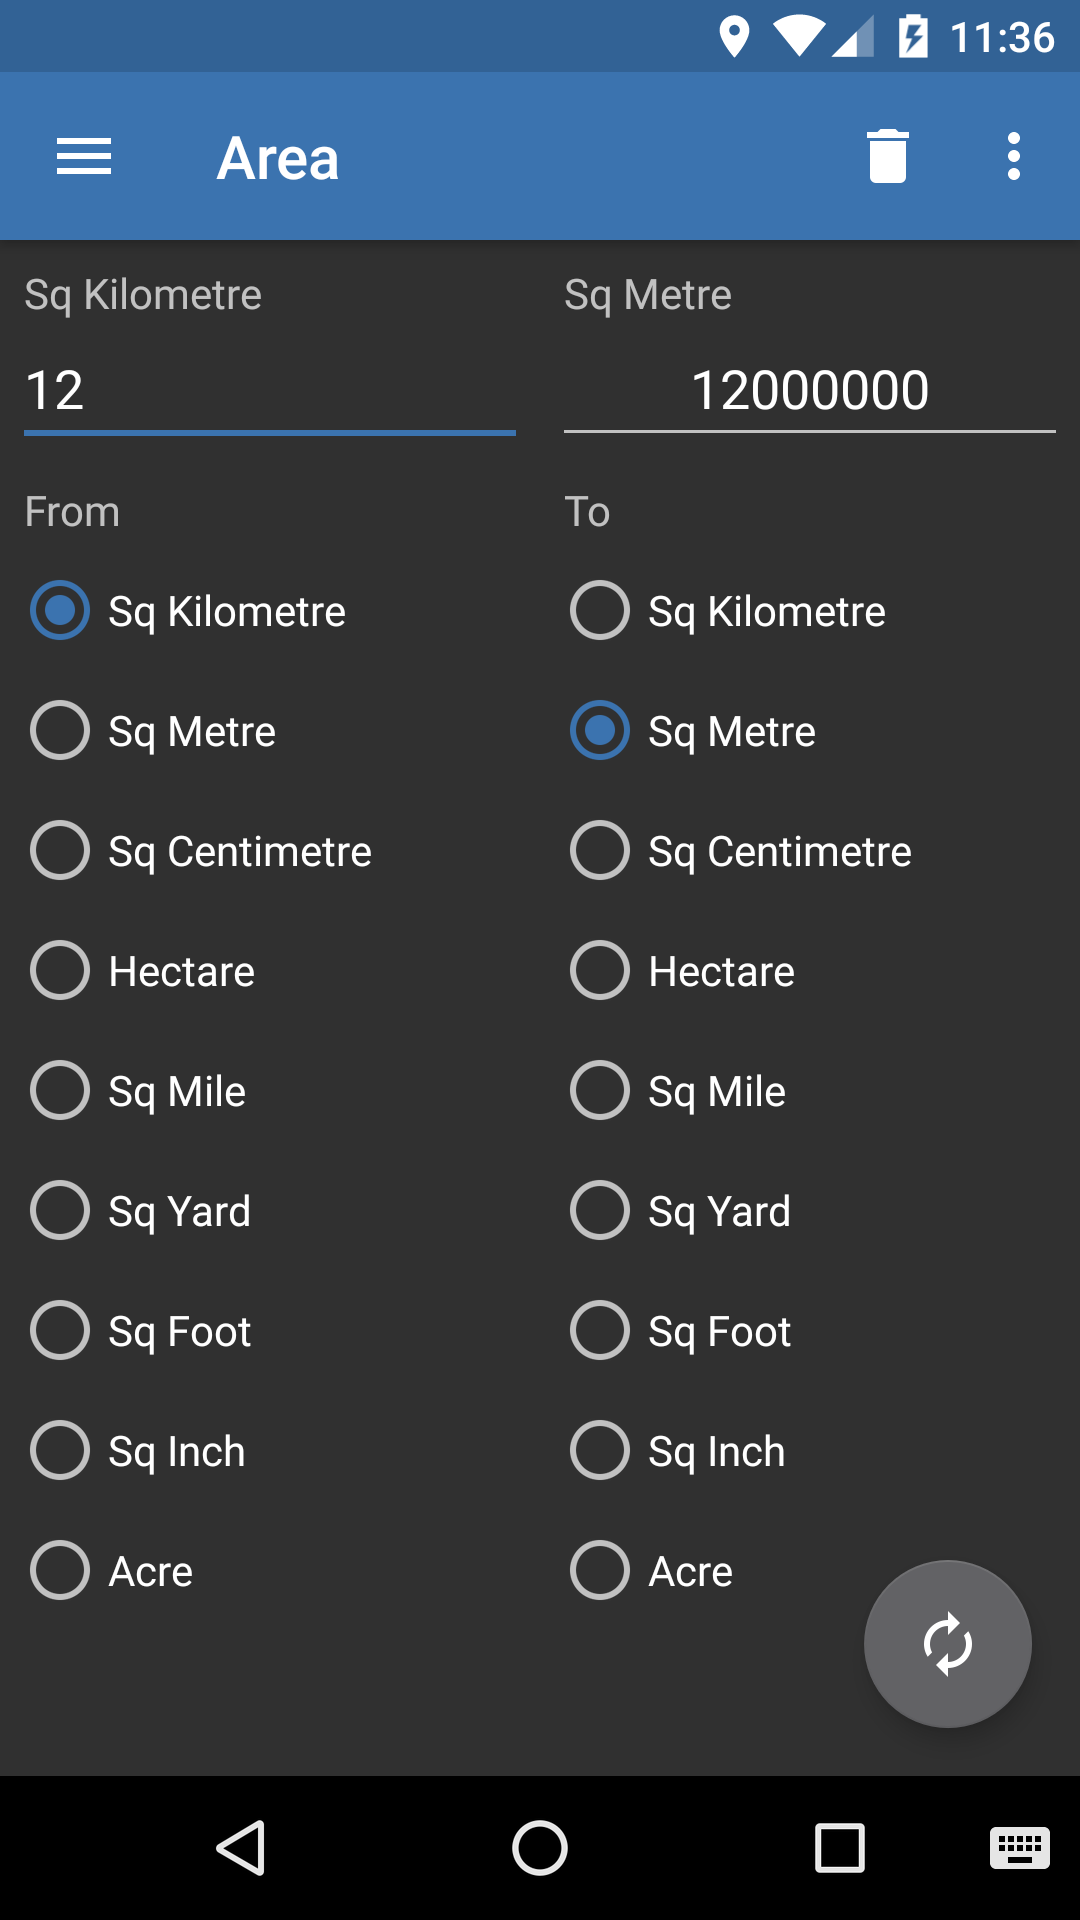 11:36
Area
Sq Kilometre
Sq Metre
12
12000000
From
To
Sq Kilometre
Sq Kilometre
Sq Metre
Sq Metre
Sq Centimetre
Sq Centimetre
Hectare
Hectare
Sq Mile
Sq Mile
Sq Yard
Sq Yard
Sq Foot
Sq Foot
Sq Inch
Sq Inch
Acre
Acre